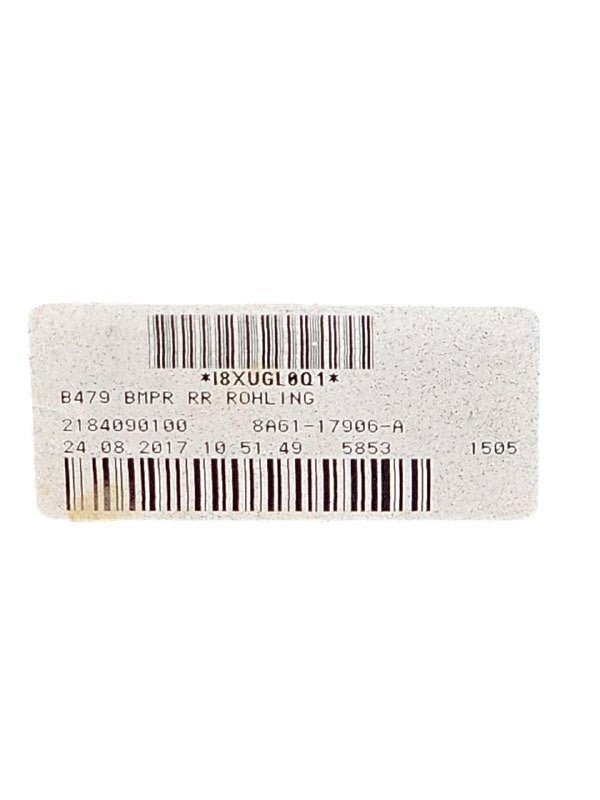 *I8XUGL0Q1*
B479 BMPR RR ROHLING
2184090100 8A61-17906-A
24.08.2017 10:51:49 5853 1505